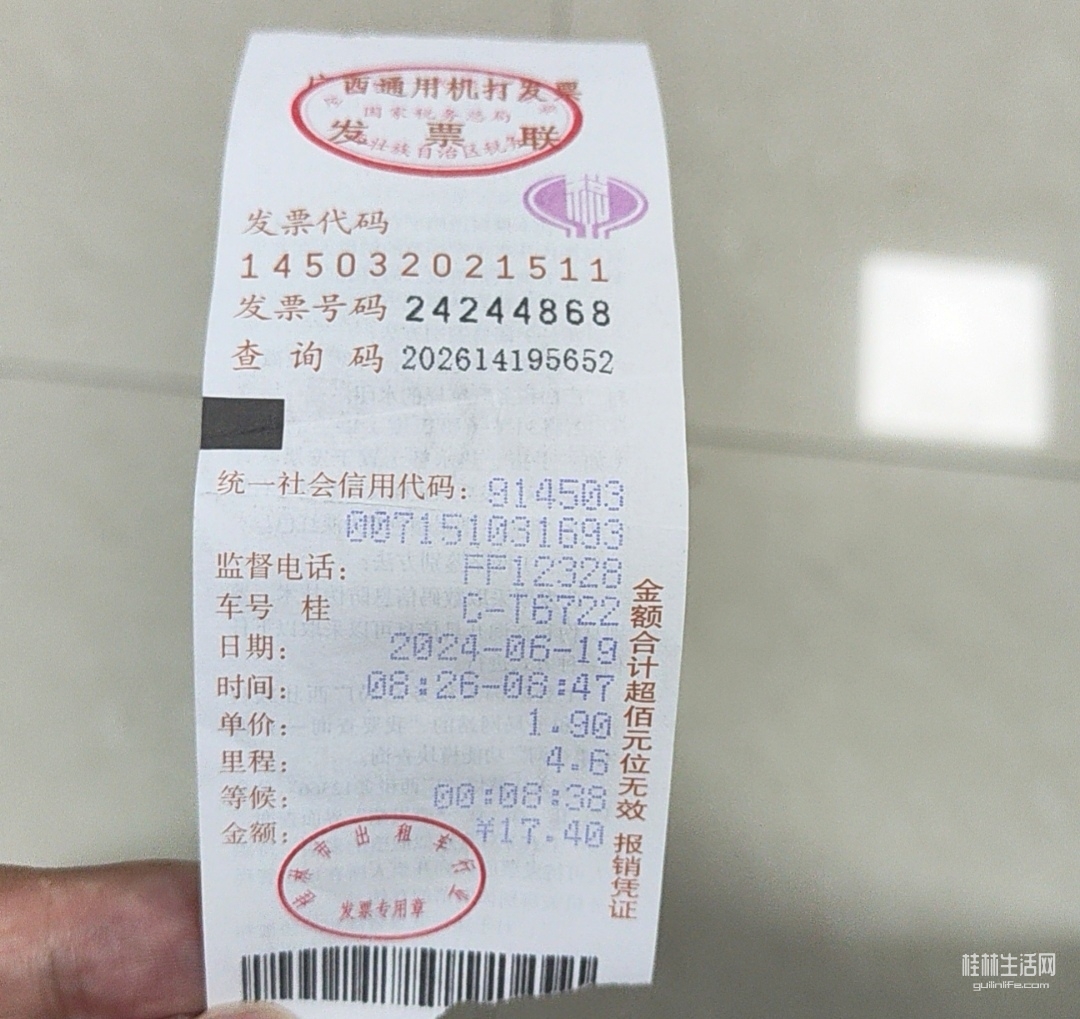 广西通用机打发票
国家税务总局
发票联
壮族自治区税务
税
发票代码
145032021511
发票号码 24244868
查询码 202614195652
统一社会信用代码: 914503
007151031693
监督电话: FF12328
车号 桂 C-T6722
日期: 2024-06-19
时间: 08:26-08:47
单价: 1.90
里程: 4.6
等候: 00:08:38
金额: ¥17.40
金额合计超佰元位无效 报销凭证
市出租车行
发票专用章
桂林生活网
guilinlife.com